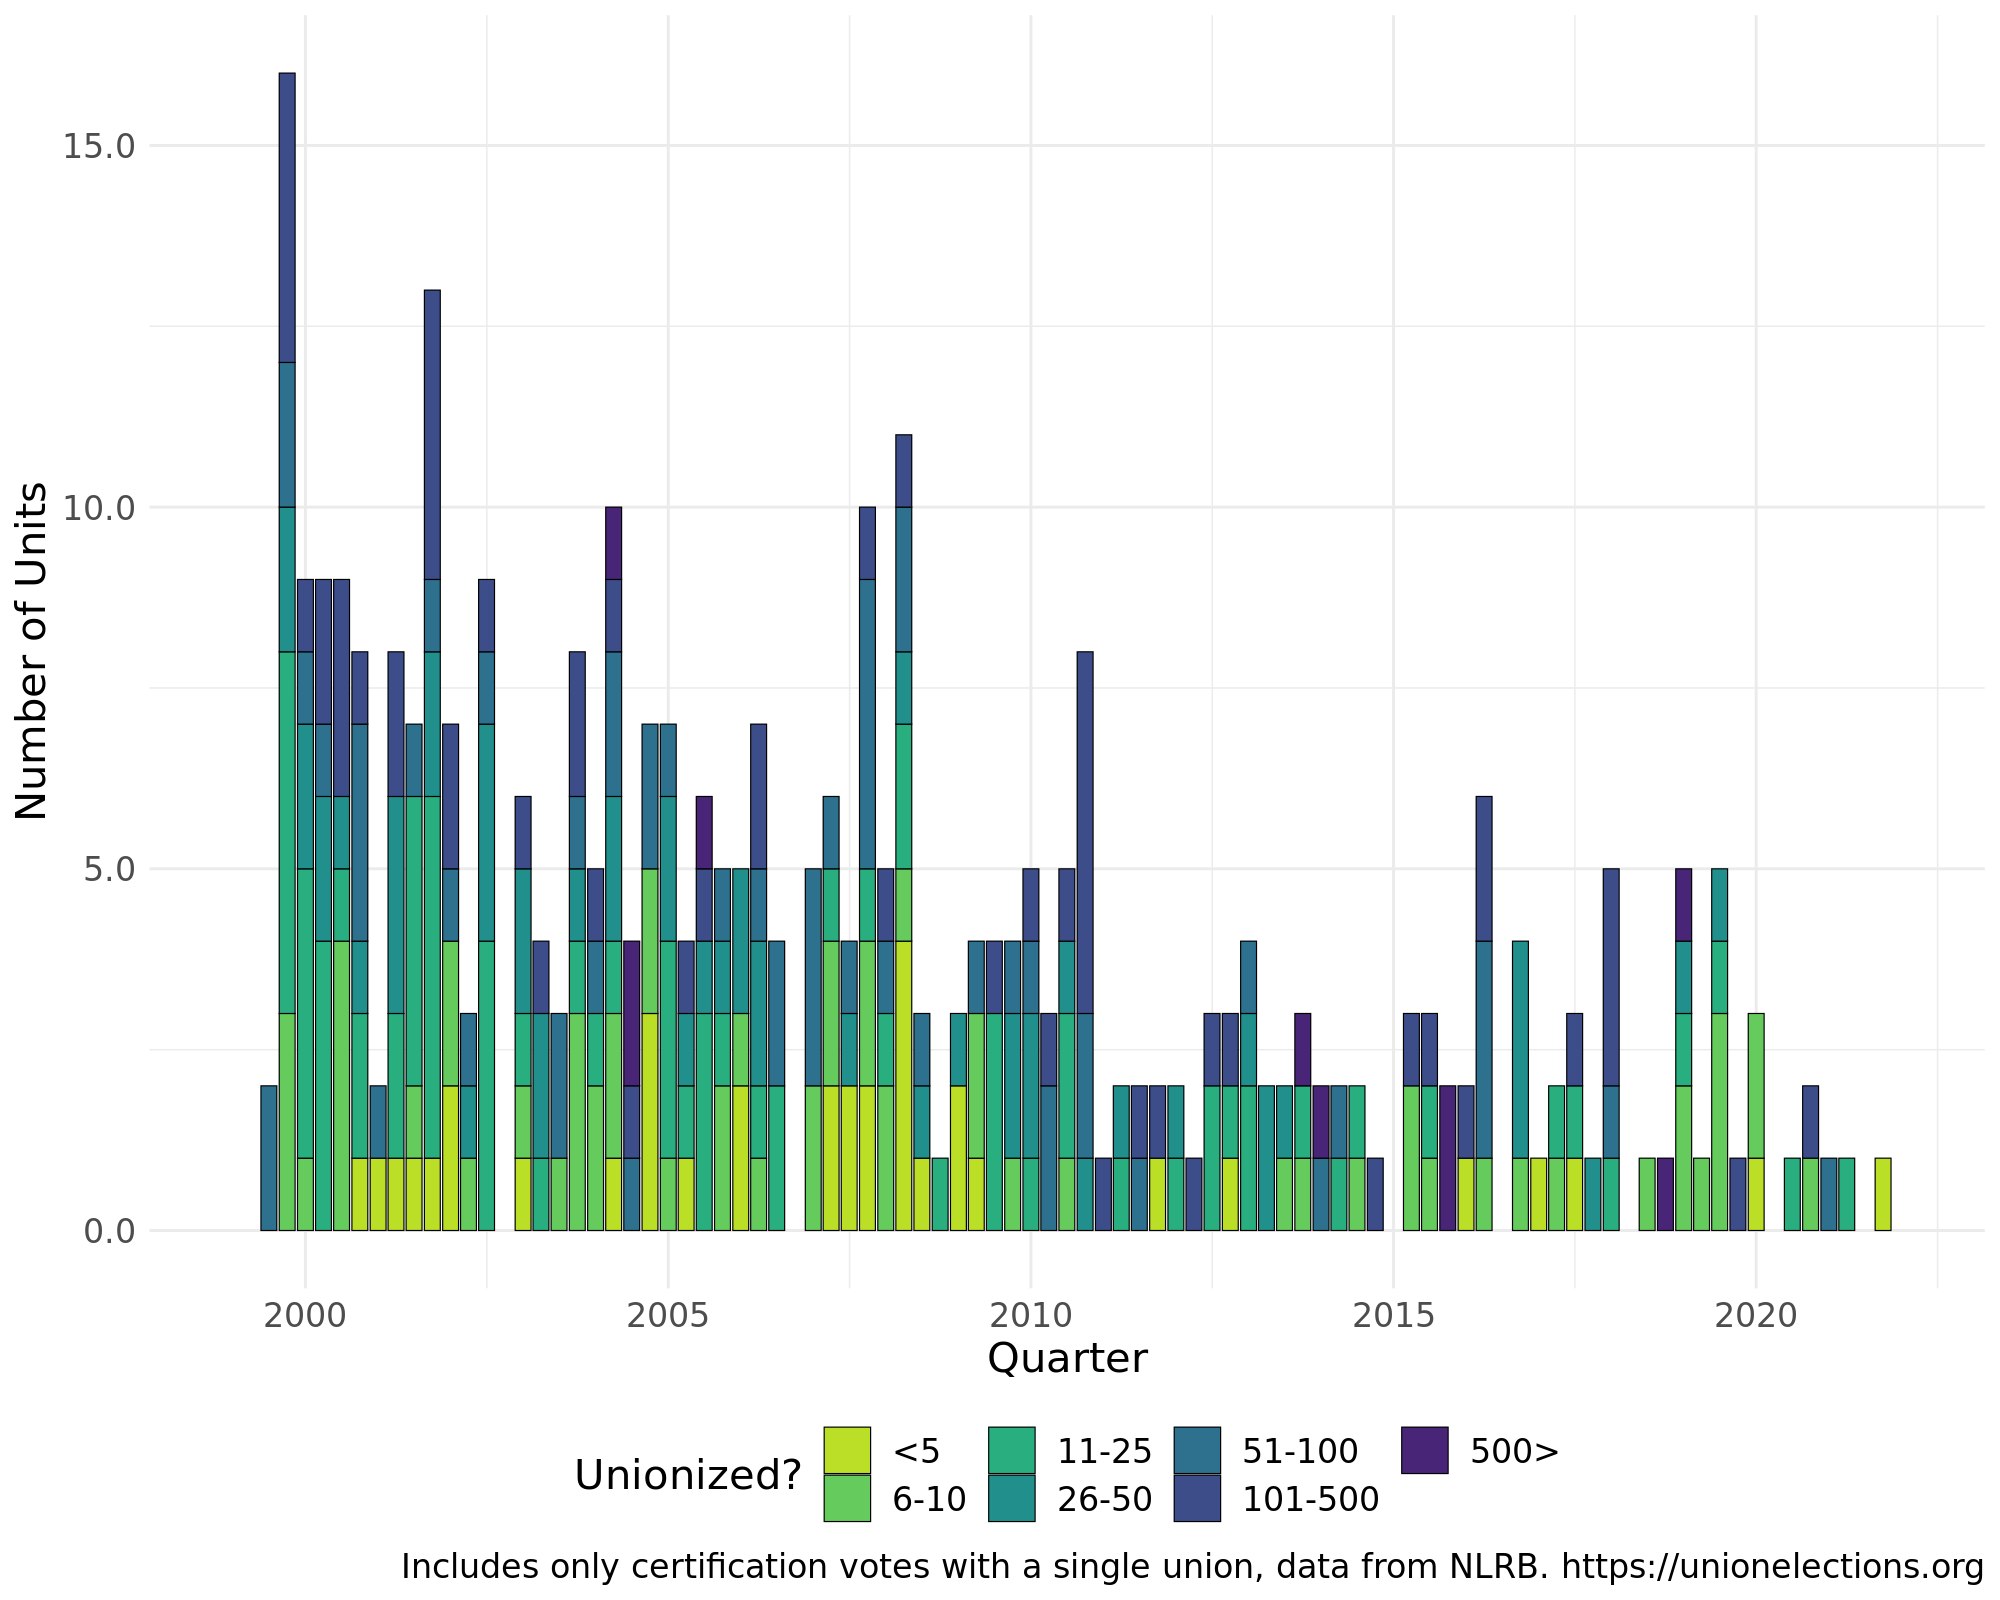 15.0
10.0
5.0
0.0
Number of Units
2000 2005 2010 2015 2020
Quarter
Unionized?
<5 11-25 51-100 500>
6-10 26-50 101-500
Includes only certification votes with a single union, data from NLRB. https://unionelections.org